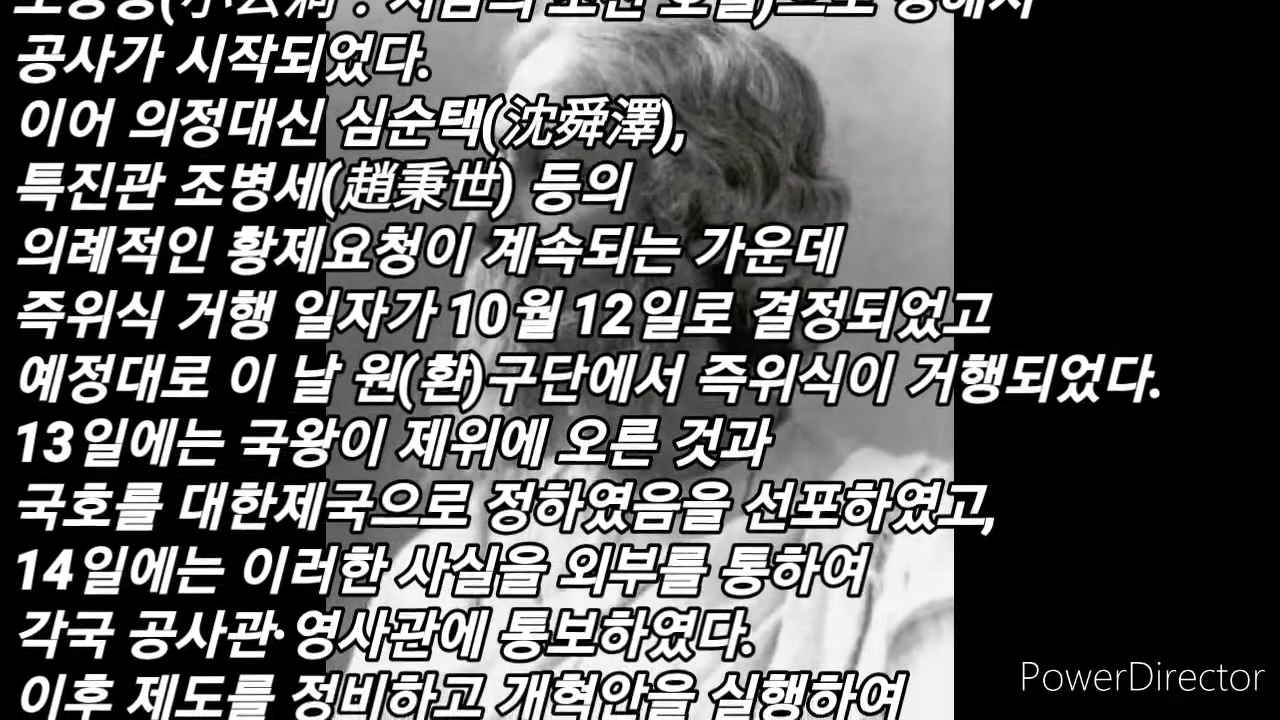 공사가 시작되었다.
이어 의정대신 심순택(沈舜澤),
특진관 조병세(趙秉世) 등의
의례적인 황제요청이 계속되는 가운데
즉위식 거행 일자가 10월 12일로 결정되었고
예정대로 이 날 원(환)구단에서 즉위식이 거행되었다.
13일에는 국왕이 제위에 오른 것과
국호를 대한제국으로 정하였음을 선포하였고,
14일에는 이러한 사실을 외부를 통하여
각국 공사관·영사관에 통보하였다.
이후 제도를 정비하고 개혁안을 실행하여
PowerDirector